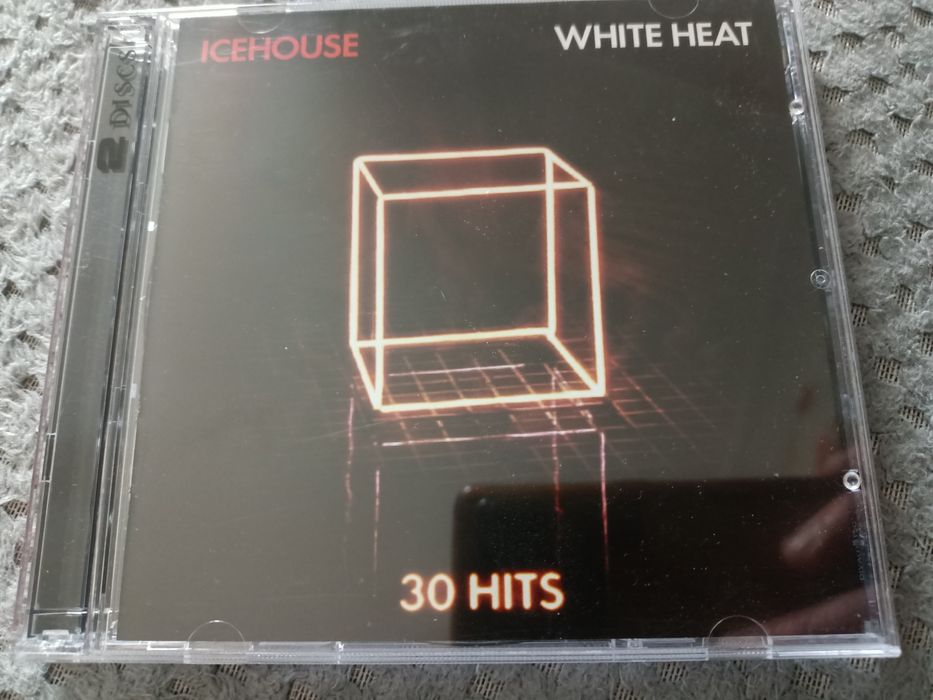 ICEHOUSE
WHITE HEAT
2 DISCS
30 HITS